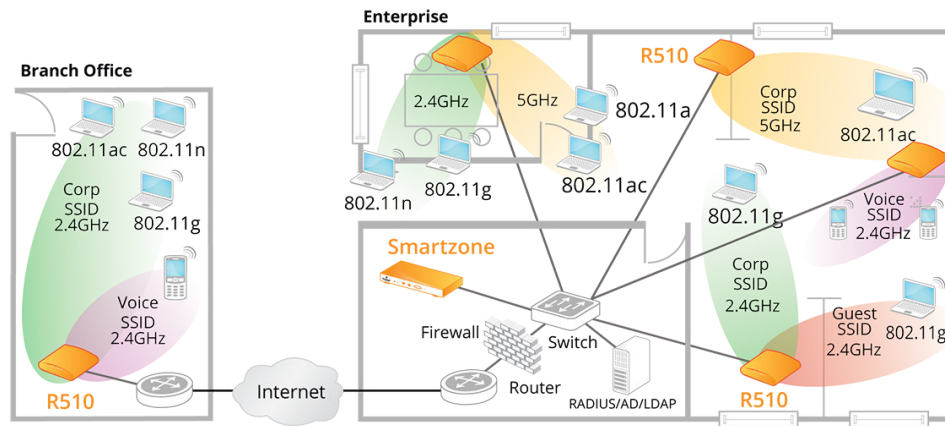 Enterprise
Branch Office
802.11ac
802.11n
Corp
SSID
2.4GHz
802.11g
Voice
SSID
2.4GHz
R510
Internet
2.4GHz
5GHz
802.11a
802.11n
802.11g
802.11ac
R510
Corp
SSID
5GHz
802.11ac
802.11g
Voice
SSID
2.4GHz
Smartzone
Firewall
Switch
Router
RADIUS/AD/LDAP
Corp
SSID
2.4GHz
Guest
SSID
2.4GHz
802.11g
R510